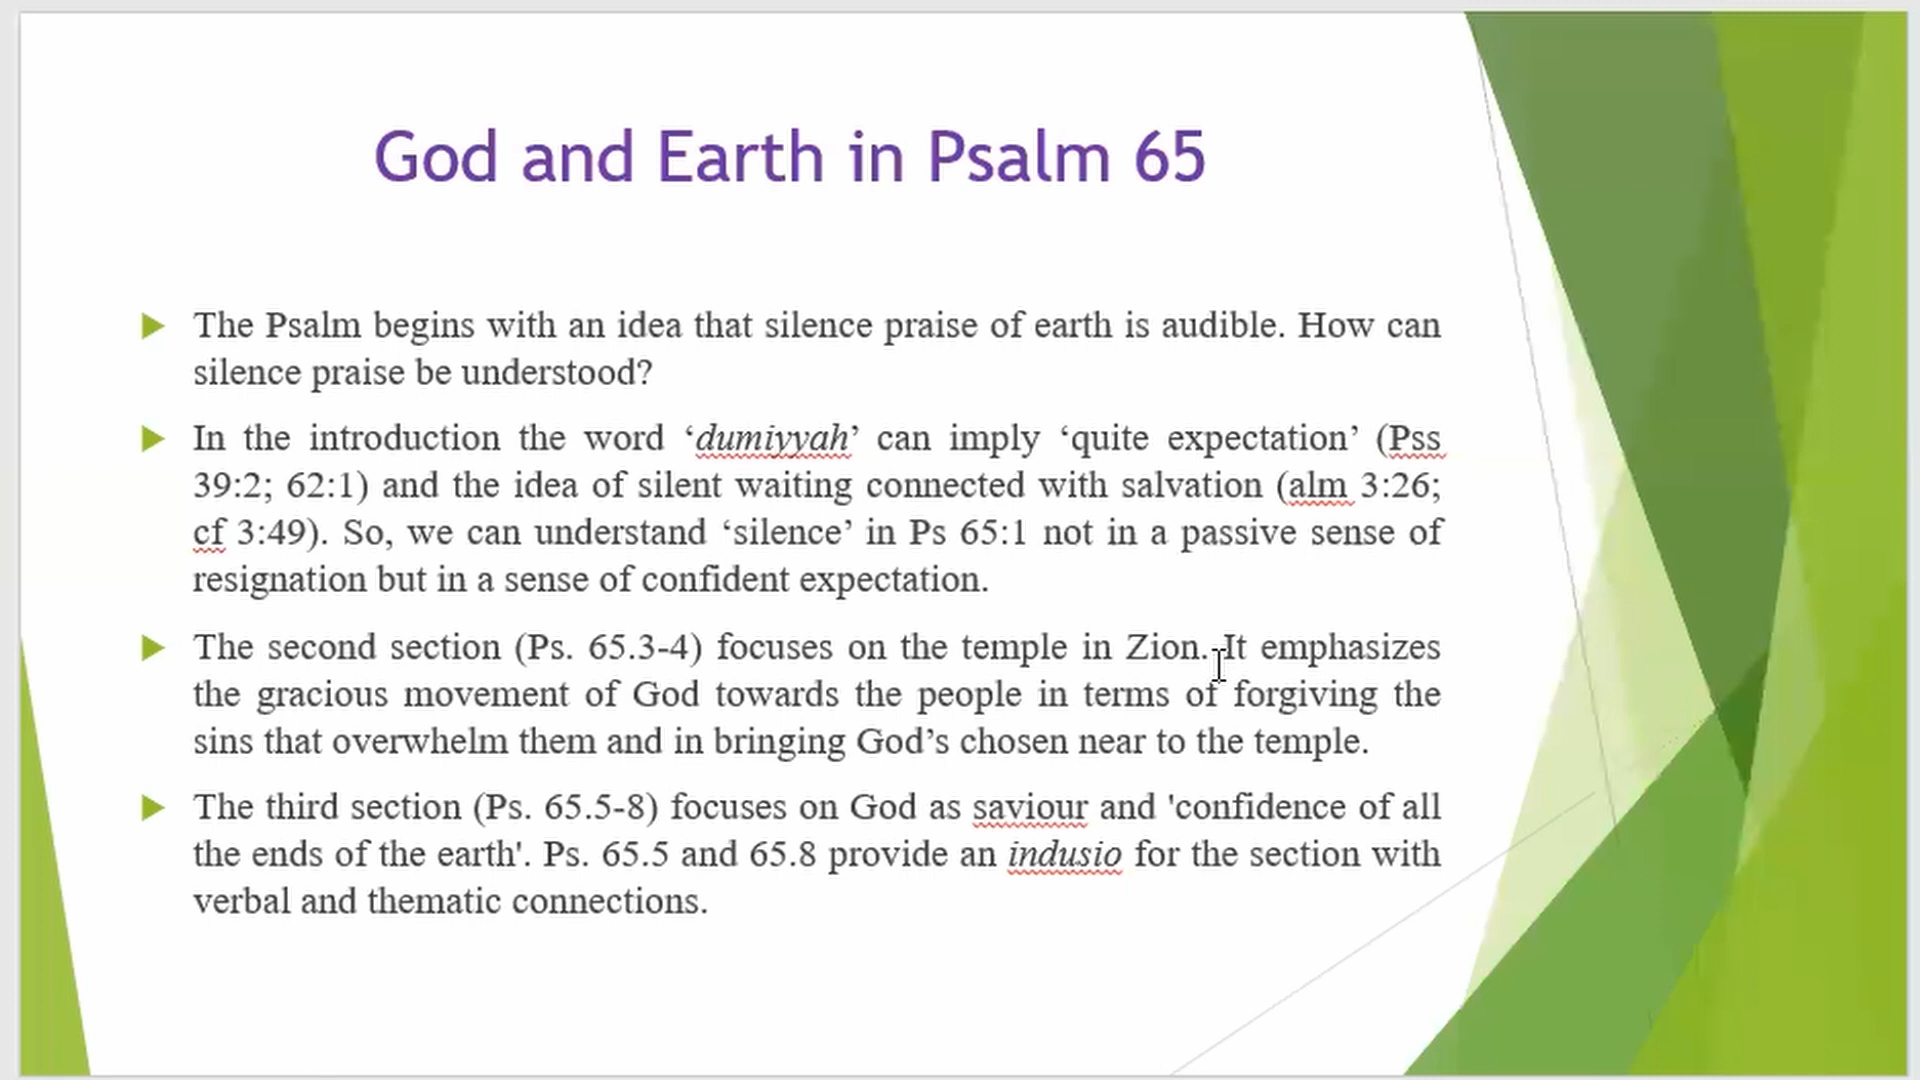 God and Earth in Psalm 65
The Psalm begins with an idea that silence praise of earth is audible. How can
silence praise be understood?
In the introduction the word ‘dumiyyah’ can imply ‘quite expectation’ (Pss
39:2; 62:1) and the idea of silent waiting connected with salvation (alm 3:26;
cf 3:49). So, we can understand ‘silence’ in Ps 65:1 not in a passive sense of
resignation but in a sense of confident expectation.
The second section (Ps. 65.3-4) focuses on the temple in Zion. It emphasizes
the gracious movement of God towards the people in terms of forgiving the
sins that overwhelm them and in bringing God’s chosen near to the temple.
The third section (Ps. 65.5-8) focuses on God as saviour and 'confidence of all
the ends of the earth'. Ps. 65.5 and 65.8 provide an indusio for the section with
verbal and thematic connections.